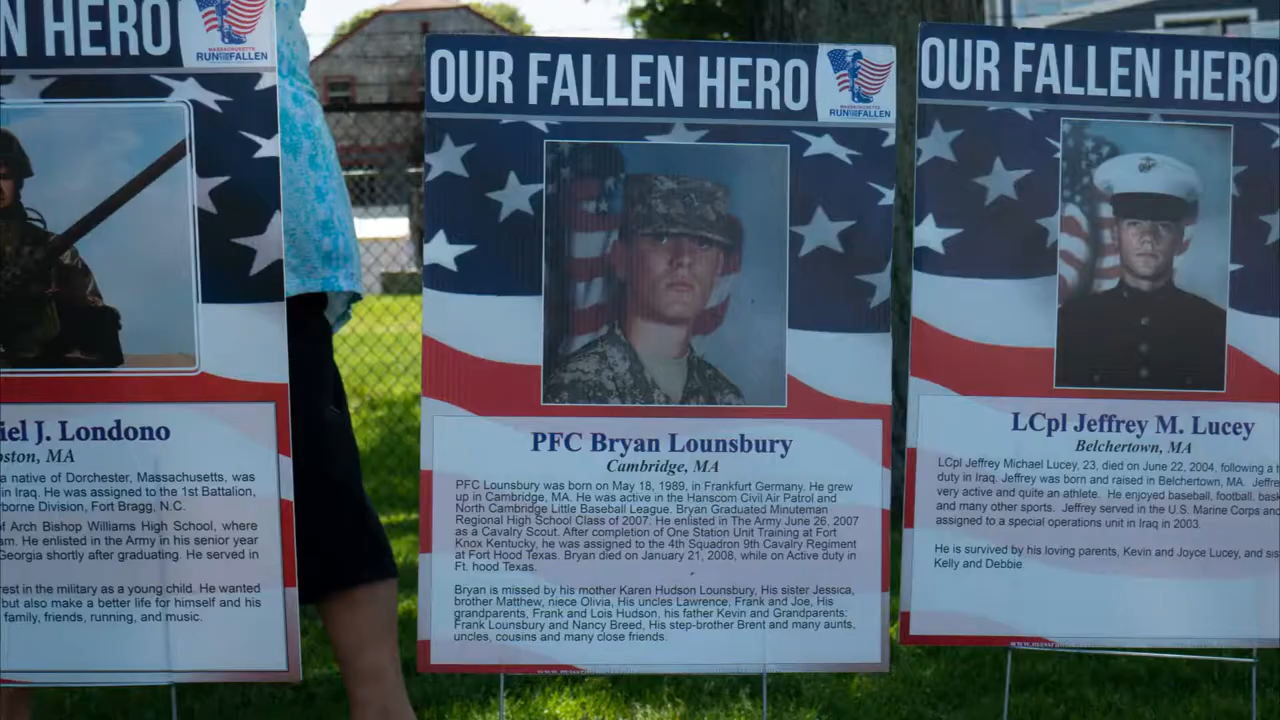 N HERO
RUN FALLEN
iel J. Londono
ston, MA
a native of Dorchester, Massachusetts, was
in Iraq. He was assigned to the 1st Battalion,
rborne Division, Fort Bragg, N.C.
of Arch Bishop Williams High School, where
am. He enlisted in the Army in his senior year
Georgia shortly after graduating. He served in
rest in the military as a young child. He wanted
but also make a better life for himself and his
family, friends, running, and music.
OUR FALLEN HERO
MASSACHUSETTS
RUN FALLEN
PFC Bryan Lounsbury
Cambridge, MA
PFC Lounsbury was born on May 18, 1989, in Frankfurt Germany. He grew
up in Cambridge, MA. He was active in the Hanscom Civil Air Patrol and
North Cambridge Little Baseball League. Bryan Graduated Minuteman
Regional High School Class of 2007. He enlisted in The Army June 26, 2007
as a Cavalry Scout. After completion of One Station Unit Training at Fort
Knox Kentucky, he was assigned to the 4th Squadron 9th Cavalry Regiment
at Fort Hood Texas. Bryan died on January 21, 2008, while on Active duty in
Ft. hood Texas.
Bryan is missed by his mother Karen Hudson Lounsbury, His sister Jessica,
brother Matthew, niece Olivia, His uncles Lawrence, Frank and Joe, His
grandparents, Frank and Lois Hudson, his father Kevin and Grandparents:
Frank Lounsbury and Nancy Breed, His step-brother Brent and many aunts,
uncles, cousins and many close friends.
OUR FALLEN HERO
LCpl Jeffrey M. Lucey
Belchertown, MA
LCpl Jeffrey Michael Lucey, 23, died on June 22, 2004, following a
duty in Iraq. Jeffrey was born and raised in Belchertown, MA. Jeffre
very active and quite an athlete. He enjoyed baseball, football, bask
and many other sports. Jeffrey served in the U.S. Marine Corps and
assigned to a special operations unit in Iraq in 2003.
He is survived by his loving parents, Kevin and Joyce Lucey, and sis
Kelly and Debbie